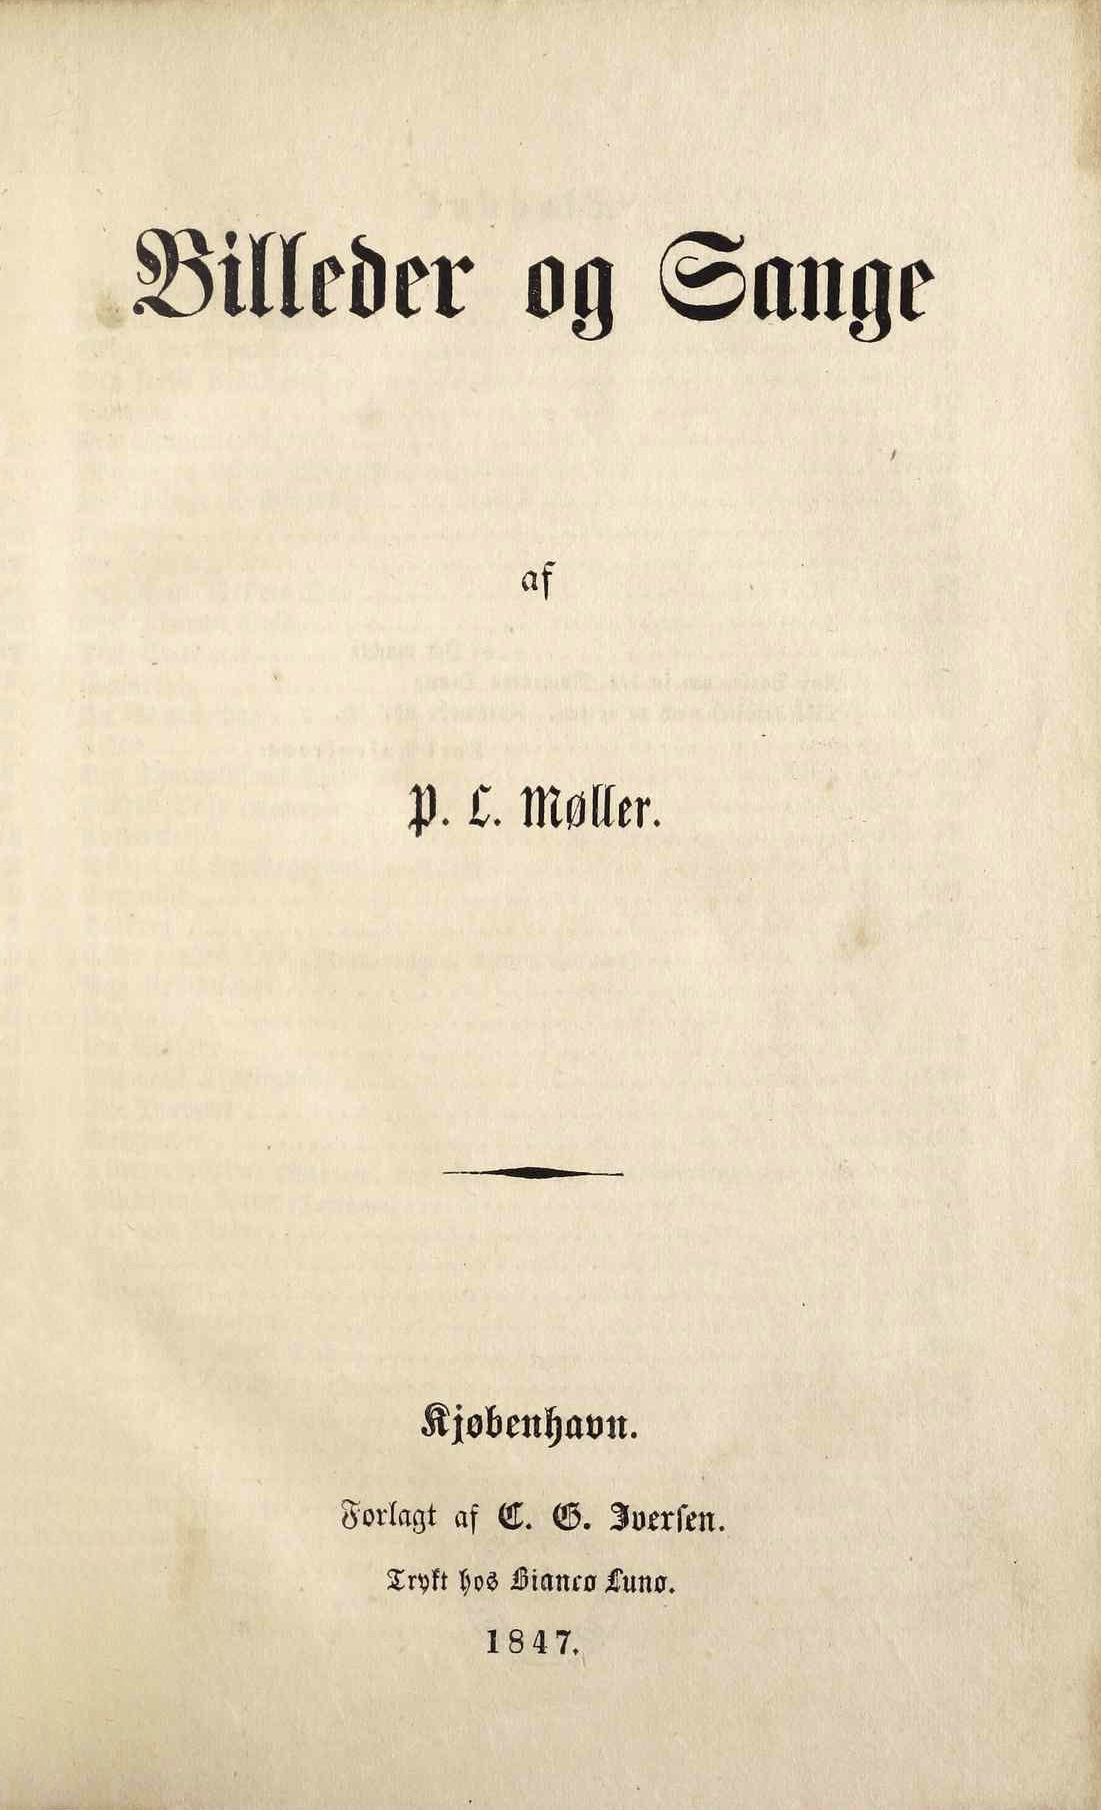 Billeder og Sange
af
P. L. Møller.
Kjøbenhavn.
Forlagt af C. G. Iversen.
Trykt hos Bianco Luno.
1847.